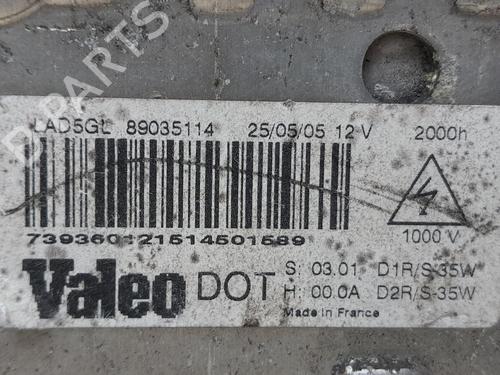 LAD5GL 89035114 25/05/05 12 V 2000h
739360121514501589
1000 V
Valeo DOT
S: 03.01 D1R/S-35W
H: 00.0A D2R/S-35W
Made in France